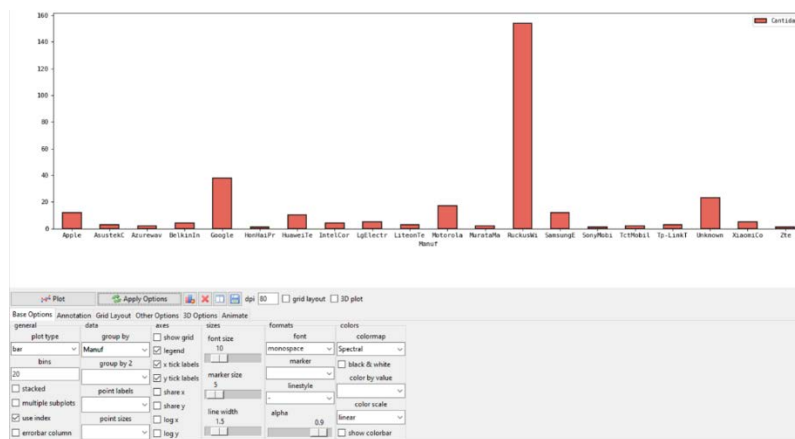 160
140
120
100
80
60
40
20
0
Cantida
Apple AsustekC Azurewav BelkinIn Google HonHaiPr HuaweiTe IntelCor LgElectr LiteonTe Motorola MurataMa RuckusWi SamsungE SonyMobi TctMobil Tp-LinkT Unknown XiaomiCo Zte
Manuf
Plot Apply Options dpi 80 grid layout 3D plot
Base Options Annotation Grid Layout Other Options 3D Options Animate
general data axes sizes formats colors
plot type group by show grid font size font colormap
bar Manuf legend 10 monospace Spectral
bins group by 2 x tick labels marker black & white
20 y tick labels marker size color by value
stacked point labels share x 5 linestyle
multiple subplots share y - color scale
use index point sizes log x line width alpha linear
errorbar column log y 1.5 0.9 show colorbar